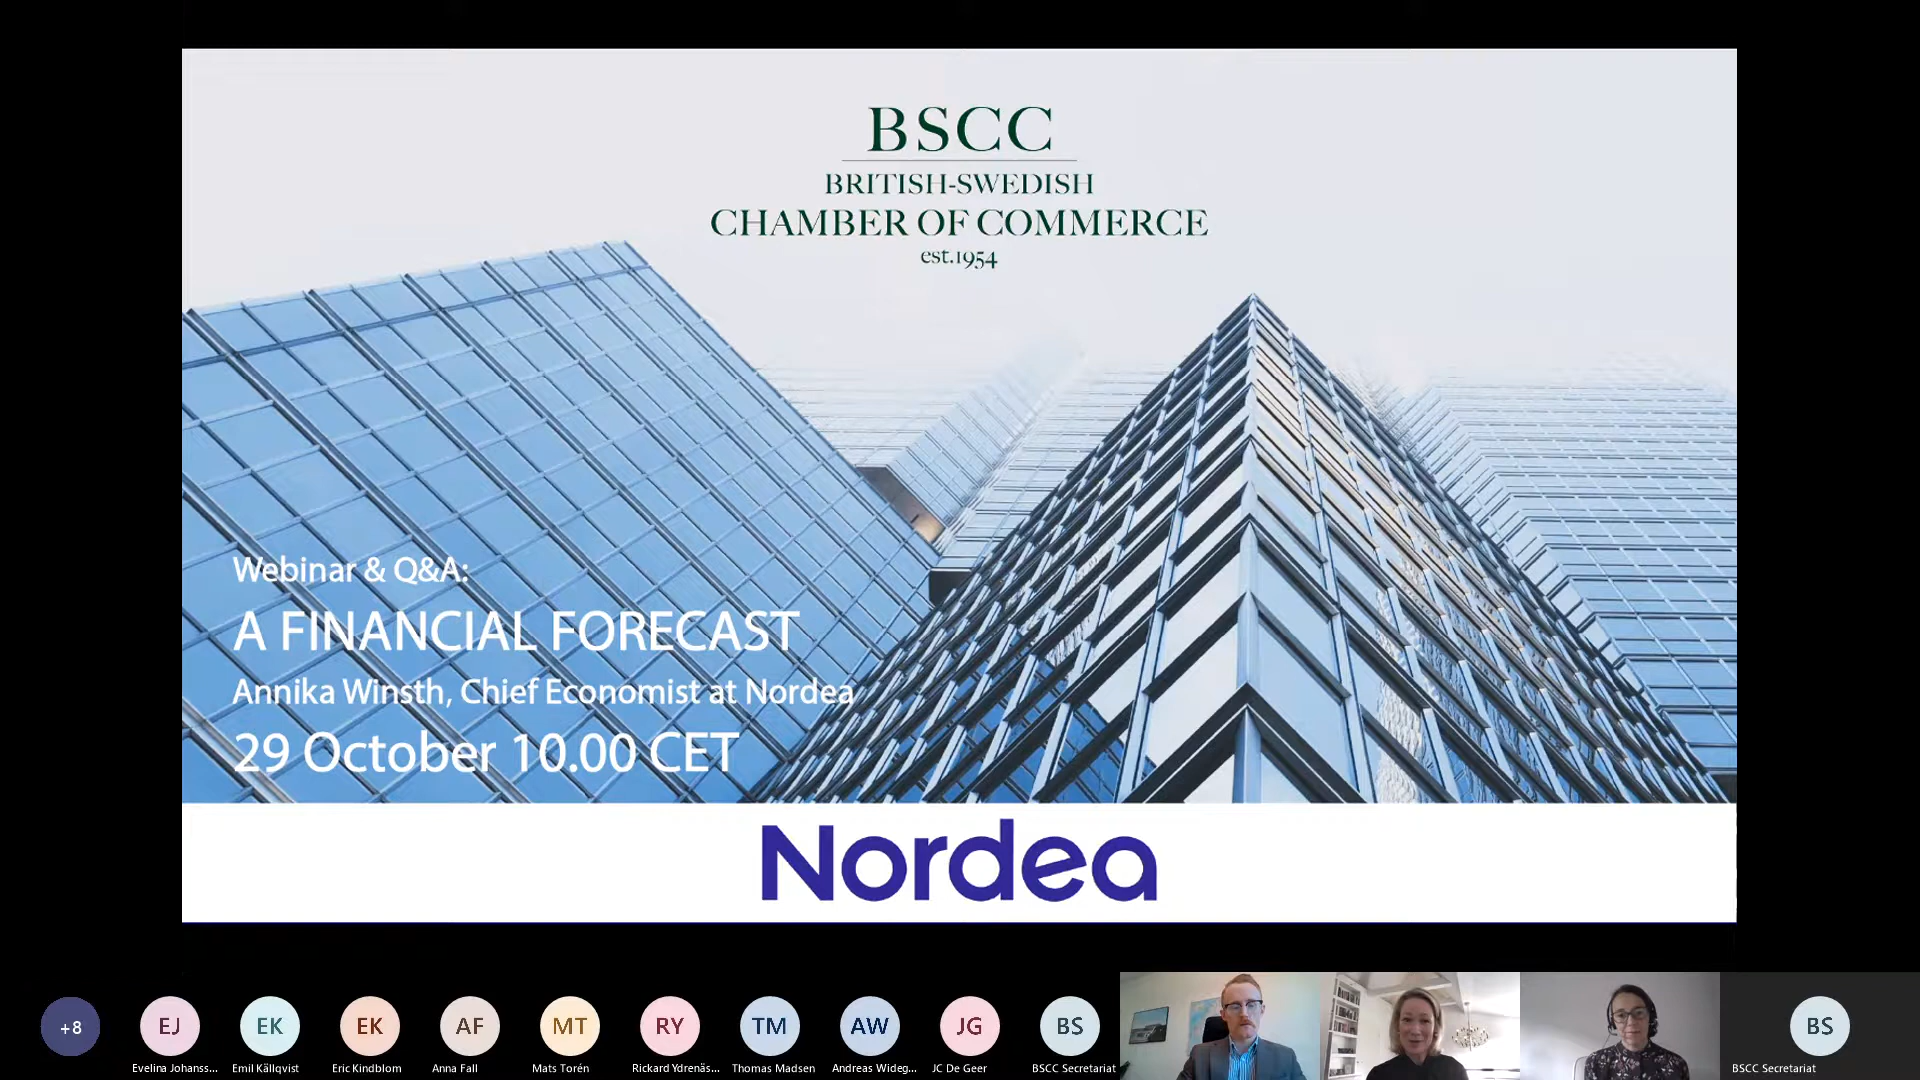 BSCC
BRITISH-SWEDISH
CHAMBER OF COMMERCE
est.1954
Webinar & Q&A:
A FINANCIAL FORECAST
Annika Winsth, Chief Economist at Nordea
29 October 10.00 CET
Nordea
+8
EJ
EK
EK
AF
MT
RY
TM
AW
JG
BS
BS
Evelina Johanss...
Emil Källqvist
Eric Kindblom
Anna Fall
Mats Torén
Rickard Ydrenäs...
Thomas Madsen
Andreas Wideg...
JC De Geer
BSCC Secretariat
BSCC Secretariat